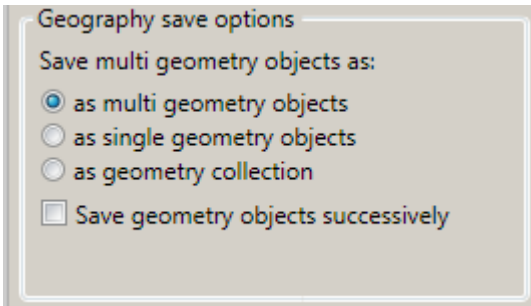 Geography save options
Save multi geometry objects as:
as multi geometry objects
as single geometry objects
as geometry collection
Save geometry objects successively